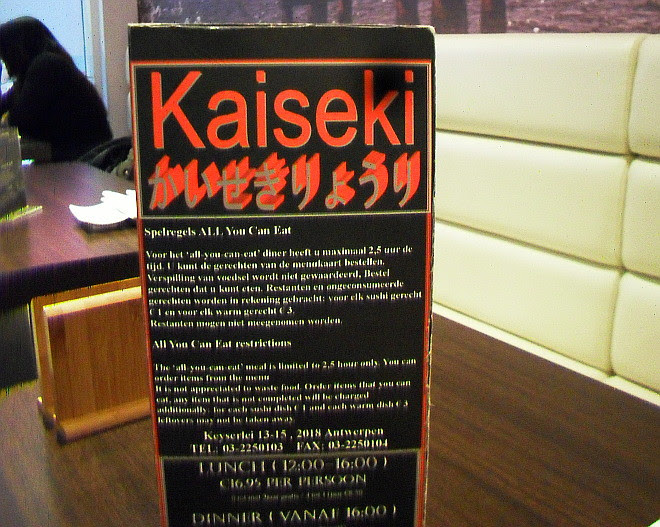 Kaiseki
かいせきりょうり
Spelregels ALL You Can Eat
Voor het 'all-you-can-eat' diner heeft u maximaal 2,5 uur de
tijd. U kunt de gerechten van de menukaart bestellen.
Verspilling van voedsel wordt niet gewaardeerd, Bestel
gerechten dat u kunt eten. Restanten en ongeconsumeerde
gerechten worden in rekening gebracht: voor elk sushi gerecht
€ 1 en voor elk warm gerecht € 3.
Restanten mogen niet meegenomen worden.
All You Can Eat restrictions
The 'all-you-can-eat' meal is limited to 2,5 hour only. You can
order items from the menu
It is not appreciated to waste food. Order items that you can
eat, any item that is not completed will be charged
additionally: for each sushi dish € 1 and each warm dish € 3
leftovers may not be taken away
Keyserlei 13-15 , 2018 Antwerpen
TEL: 03-2250103 FAX: 03-2250104
LUNCH ( 12:00-16:00 )
€16,95 PER PERSOON
DINNER ( VANAF 16:00 )